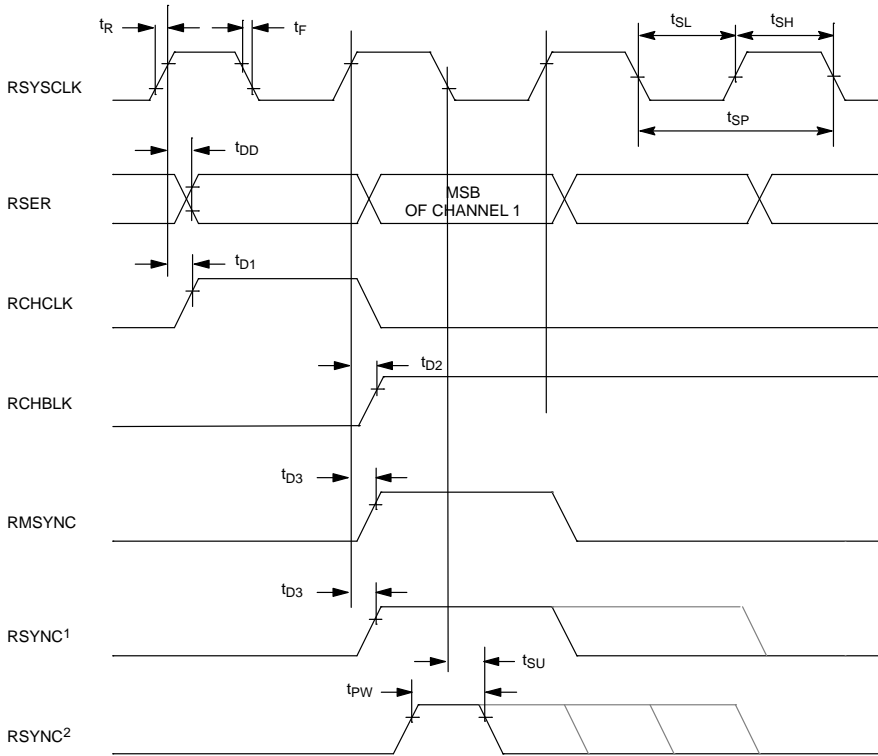 tR
tF
tSL
tSH
RSYSCLK
tSP
tDD
RSER
MSB
OF CHANNEL 1
tD1
RCHCLK
tD2
RCHBLK
tD3
RMSYNC
tD3
RSYNC1
tSU
tPW
RSYNC2